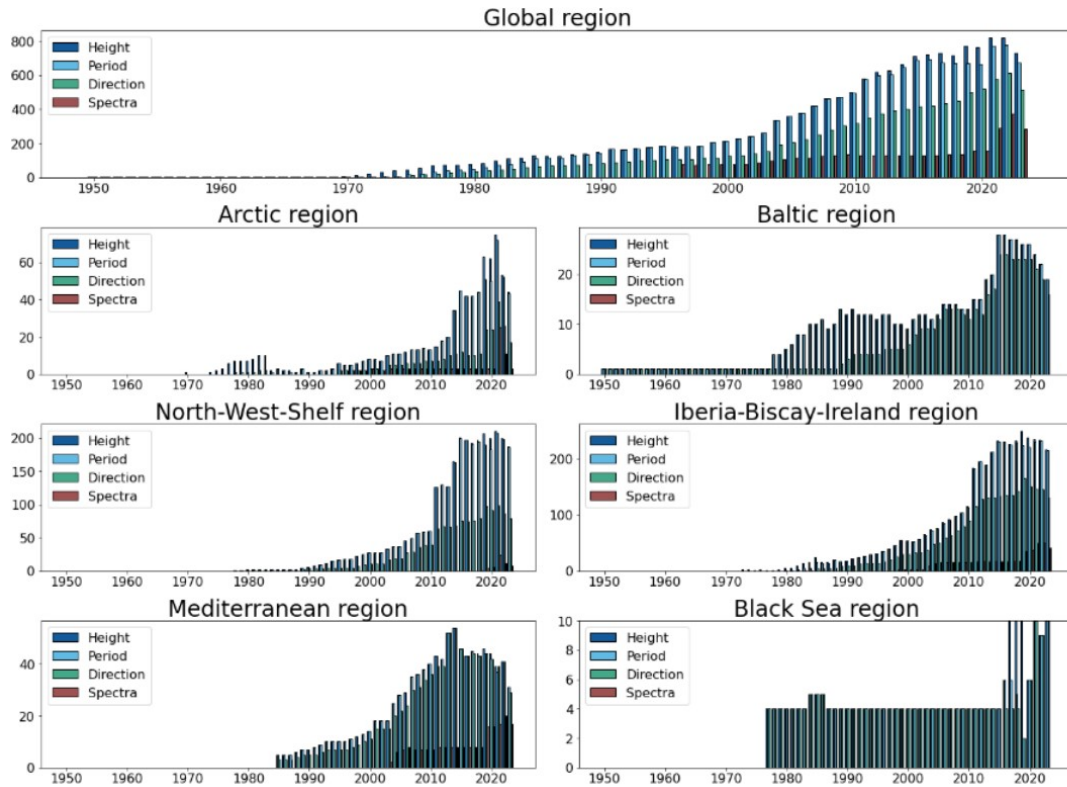 Global region
800
600
400
200
0
Height
Period
Direction
Spectra
1950 1960 1970 1980 1990 2000 2010 2020
Arctic region
60
40
20
0
Height
Period
Direction
Spectra
1950 1960 1970 1980 1990 2000 2010 2020
Baltic region
20
10
0
Height
Period
Direction
Spectra
1950 1960 1970 1980 1990 2000 2010 2020
North-West-Shelf region
200
150
100
50
0
Height
Period
Direction
Spectra
1950 1960 1970 1980 1990 2000 2010 2020
Iberia-Biscay-Ireland region
200
100
0
Height
Period
Direction
Spectra
1950 1960 1970 1980 1990 2000 2010 2020
Mediterranean region
40
20
0
Height
Period
Direction
Spectra
1950 1960 1970 1980 1990 2000 2010 2020
Black Sea region
10
8
6
4
2
0
Height
Period
Direction
Spectra
1950 1960 1970 1980 1990 2000 2010 2020